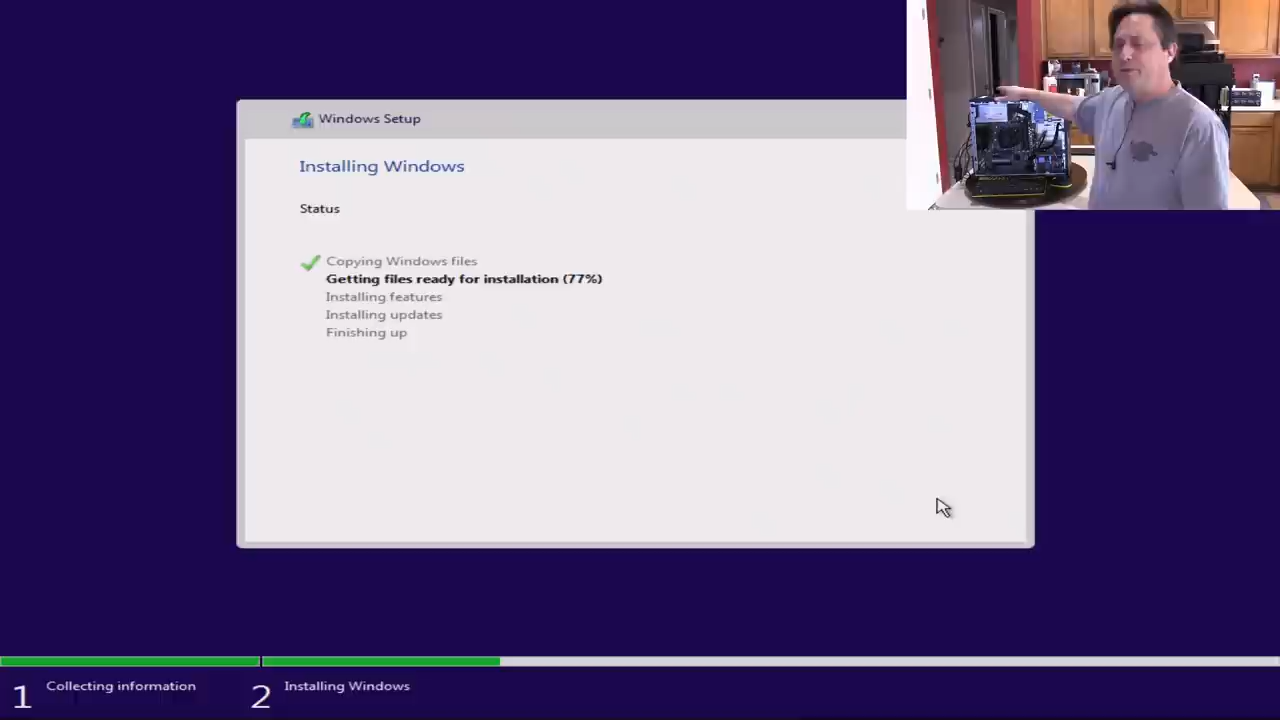 Windows Setup
Installing Windows
Status
Copying Windows files
Getting files ready for installation (77%)
Installing features
Installing updates
Finishing up
1 Collecting information
2 Installing Windows